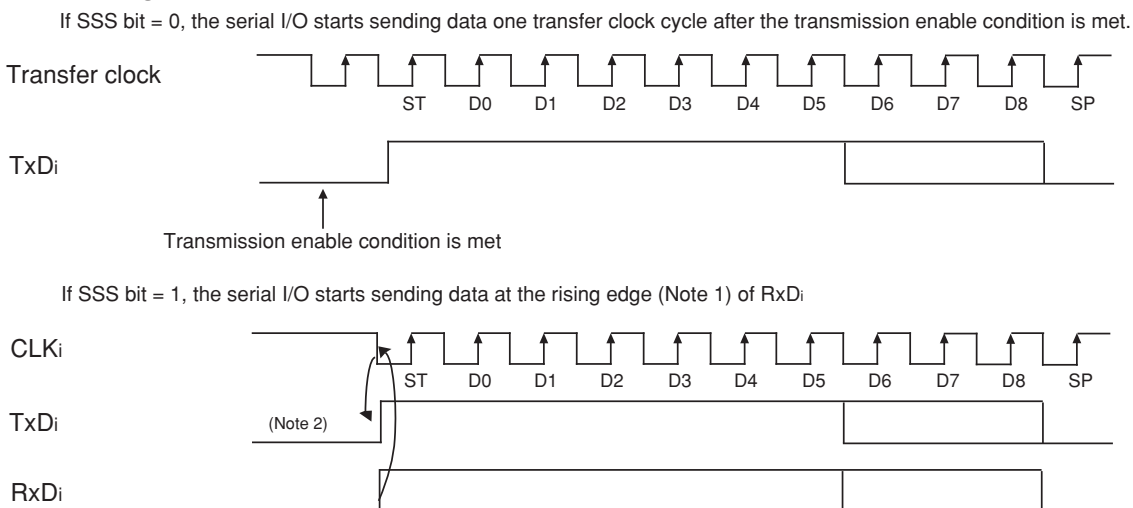 If SSS bit = 0, the serial I/O starts sending data one transfer clock cycle after the transmission enable condition is met.
Transfer clock
ST D0 D1 D2 D3 D4 D5 D6 D7 D8 SP
TxDi
Transmission enable condition is met
If SSS bit = 1, the serial I/O starts sending data at the rising edge (Note 1) of RxDi
CLKi
ST D0 D1 D2 D3 D4 D5 D6 D7 D8 SP
TxDi (Note 2)
RxDi